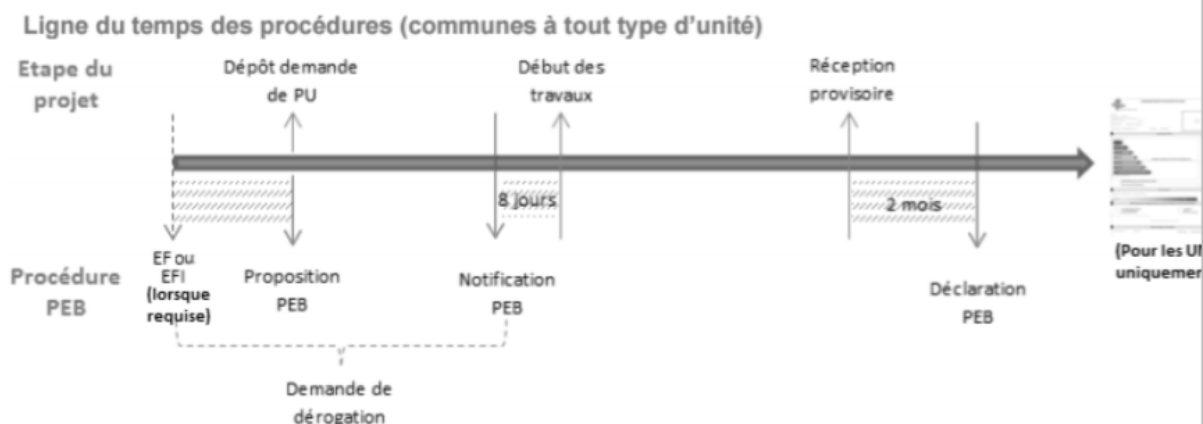 Ligne du temps des procédures (communes à tout type d'unité)
Etape du
projet
Dépôt demande
de PU
Début des
travaux
Réception
provisoire
8 jours
2 mois
Procédure
PEB
EF ou
EFI
(lorsque
requise)
Proposition
PEB
Notification
PEB
Déclaration
PEB
(Pour les
Demande de
dérogation